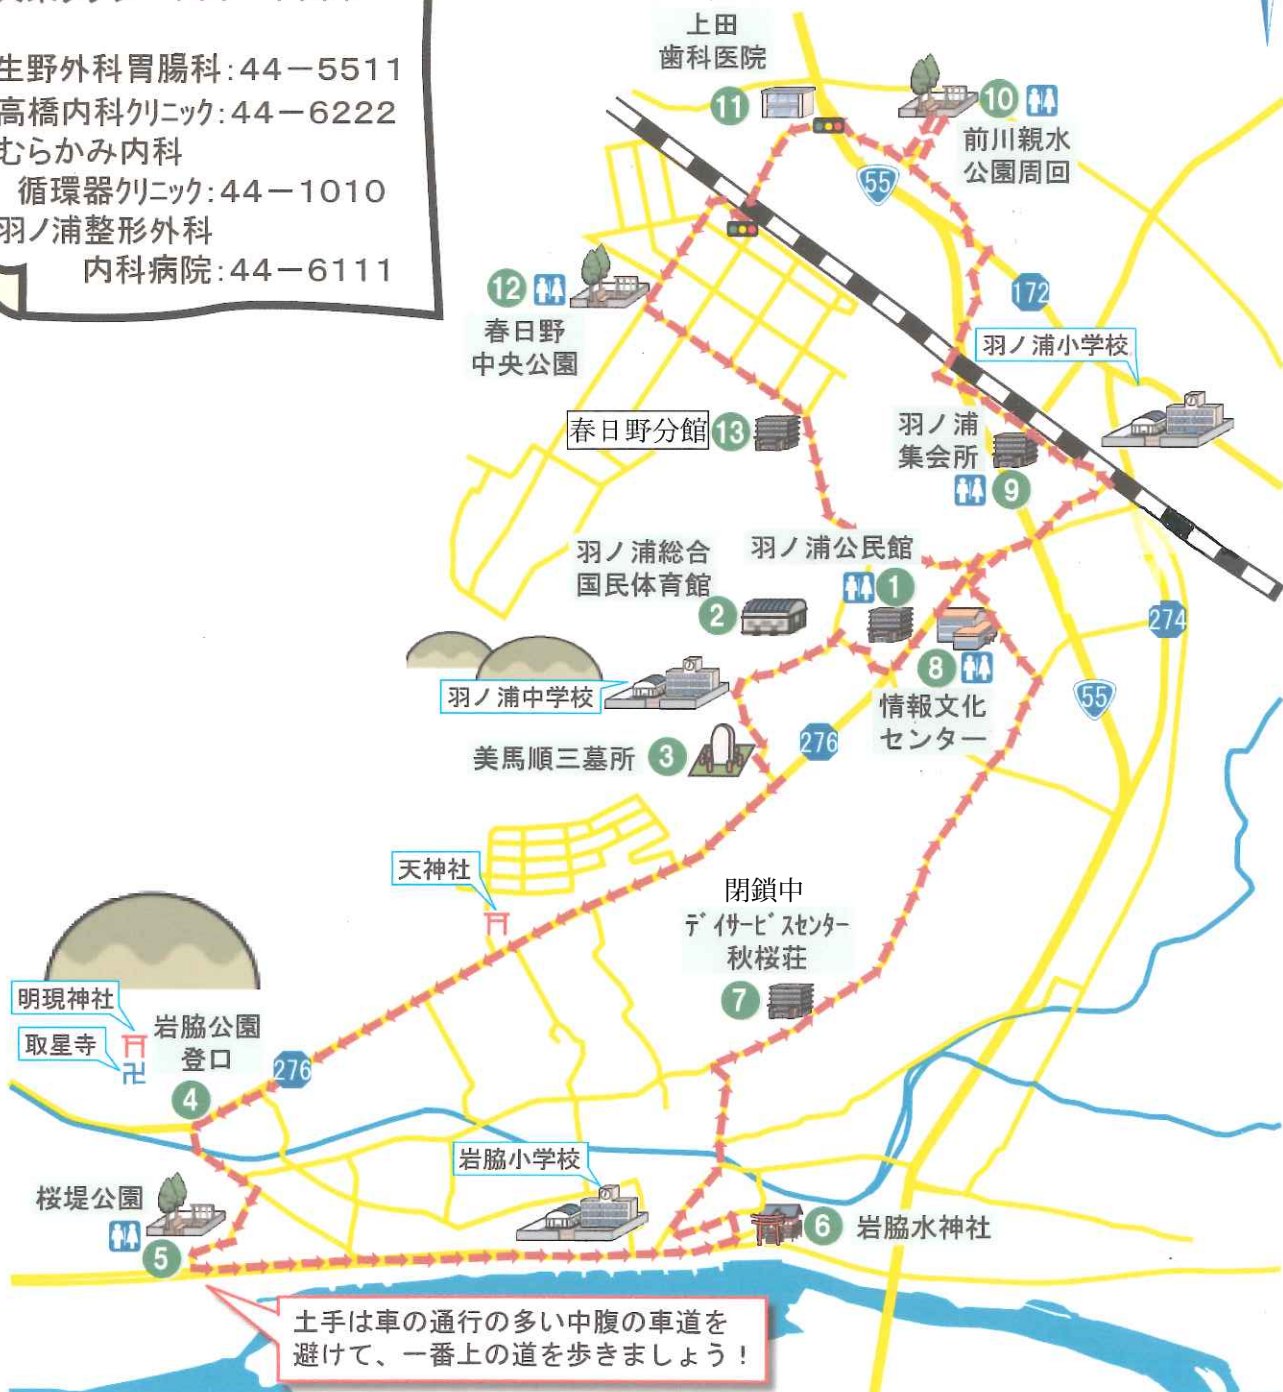 生野外科胃腸科:44－5511
高橋内科クリニック:44－6222
むらかみ内科
循環器クリニック:44－1010
羽ノ浦整形外科
内科病院:44－6111
上田
歯科医院
11
10
前川親水
公園周回
55
172
12
春日野
中央公園
羽ノ浦小学校
春日野分館
13
羽ノ浦
集会所
9
羽ノ浦総合
国民体育館
2
羽ノ浦公民館
1
274
羽ノ浦中学校
8
情報文化
センター
55
美馬順三墓所
3
276
天神社
閉鎖中
デイサービスセンター
秋桜荘
7
明現神社
取星寺
岩脇公園
登口
4
276
岩脇小学校
桜堤公園
5
6
岩脇水神社
土手は車の通行の多い中腹の車道を
避けて、一番上の道を歩きましょう！